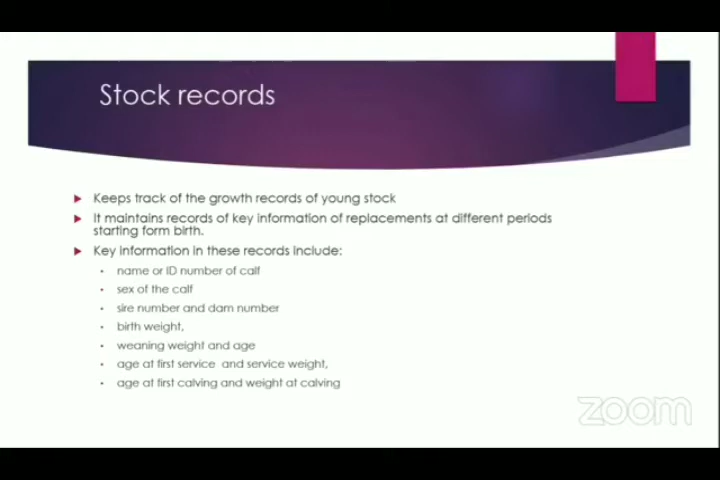 Stock records
Keeps track of the growth records of young stock
It maintains records of key information of replacements at different periods
starting form birth.
Key information in these records include:
name or ID number of calf
sex of the calf
sire number and dam number
birth weight,
weaning weight and age
age at first service and service weight,
age at first calving and weight at calving
zoom